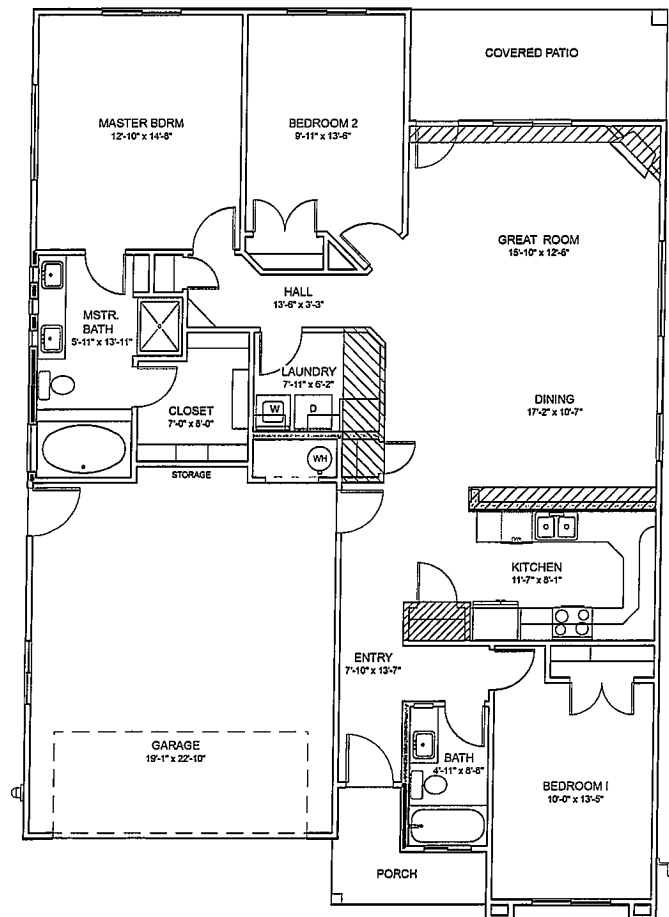 COVERED PATIO
MASTER BDRM
12'-10" x 14'-8"
BEDROOM 2
9'-11" x 13'-6"
GREAT ROOM
15'-10" x 12'-6"
HALL
13'-6" x 3'-3"
MSTR.
BATH
5'-11" x 13'-11"
LAUNDRY
7'-11" x 6'-2"
W
D
CLOSET
7'-0" x 8'-0"
DINING
17'-2" x 10'-7"
WH
STORAGE
KITCHEN
11'-7" x 8'-1"
ENTRY
7'-10" x 13'-7"
GARAGE
19'-1" x 22'-10"
BATH
4'-11" x 8'-8"
BEDROOM I
10'-0" x 13'-5"
PORCH